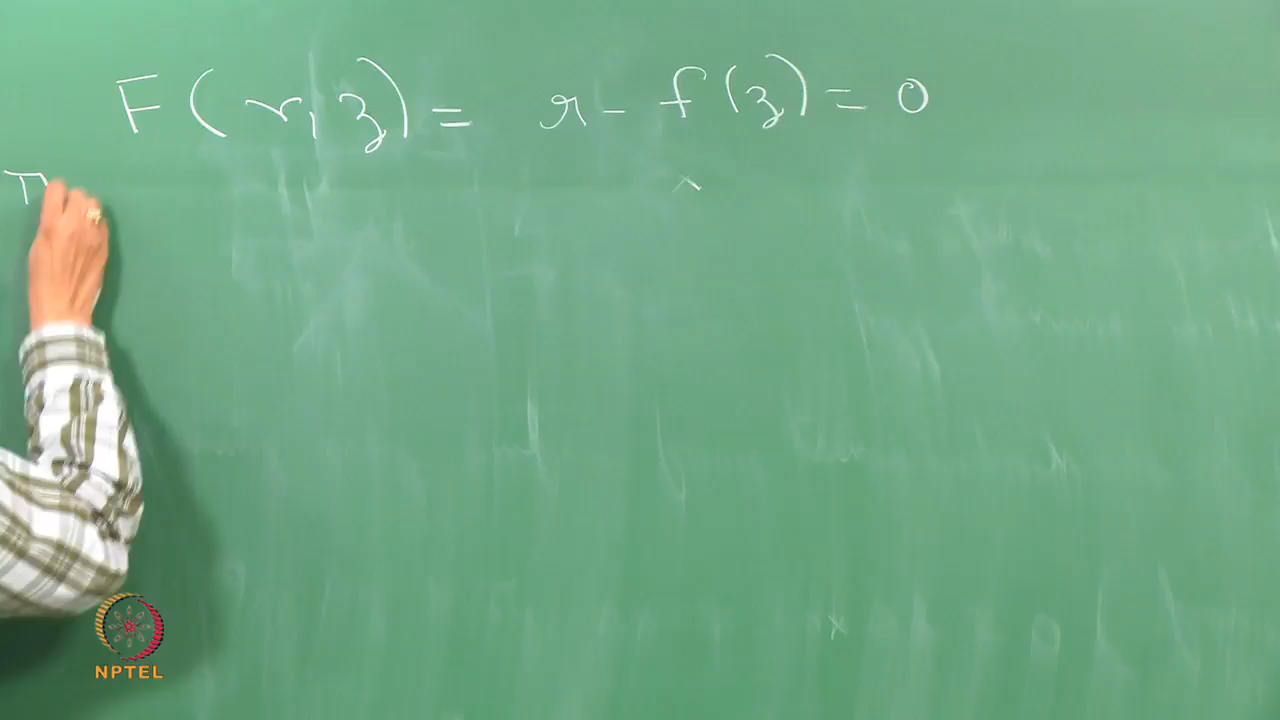 F(r, z) = r - f(z) = 0
NPTEL